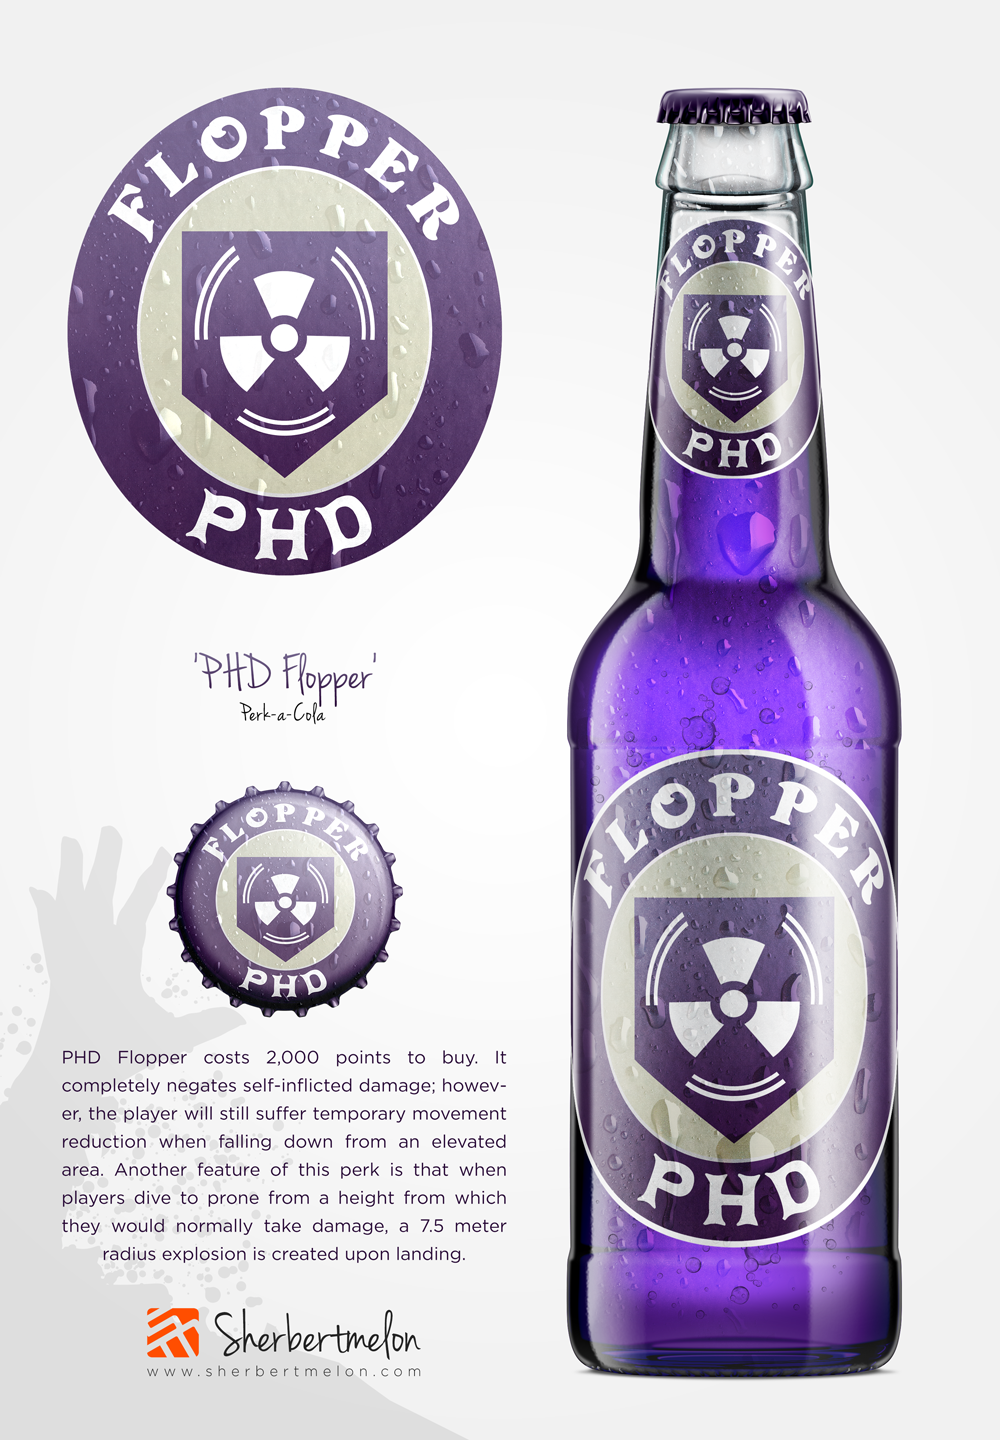 FLOPPER
PHD
FLOPPER
PHD
'PHD Flopper'
Perk-a-Cola
FLOPPER
PHD
FLOPPER
PHD
PHD Flopper costs 2,000 points to buy. It
completely negates self-inflicted damage; howev-
er, the player will still suffer temporary movement
reduction when falling down from an elevated
area. Another feature of this perk is that when
players dive to prone from a height from which
they would normally take damage, a 7.5 meter
radius explosion is created upon landing.
Sherbertmelon
www.sherbertmelon.com